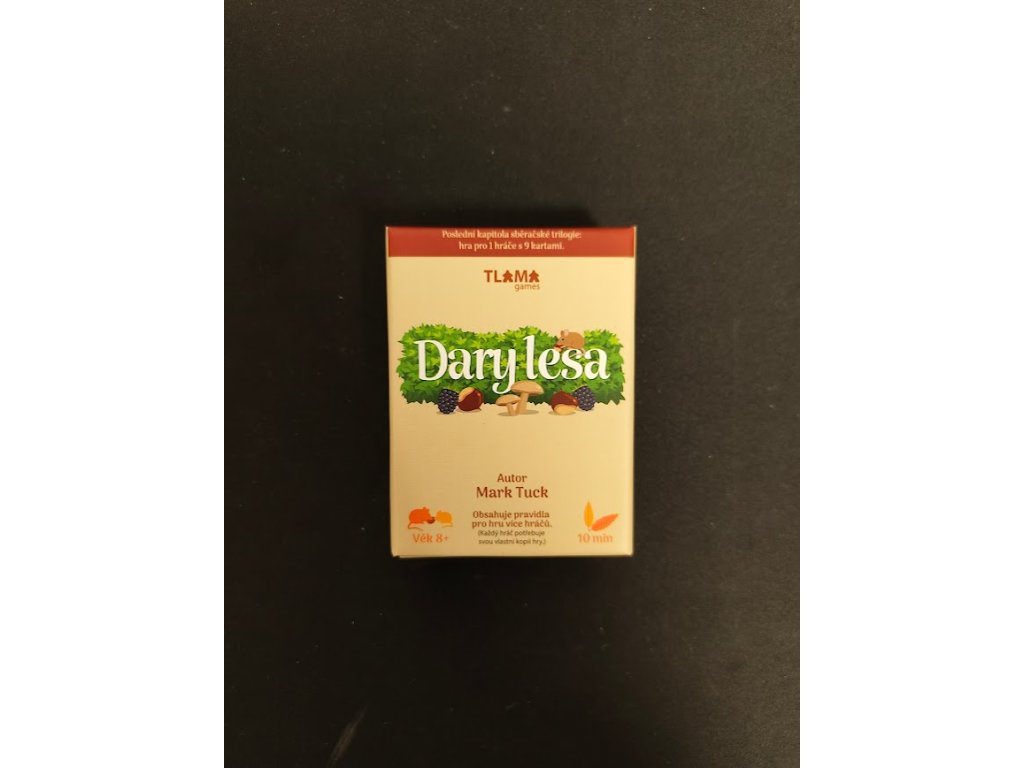 Poslední kapitola sběračské trilogie:
hra pro 1 hráče s 9 kartami.
TLAMA
games
Dary lesa
Autor
Mark Tuck
Obsahuje pravidla
pro hru více hráčů.
(Každý hráč potřebuje
svou vlastní kopii hry.)
Věk 8+
10 min